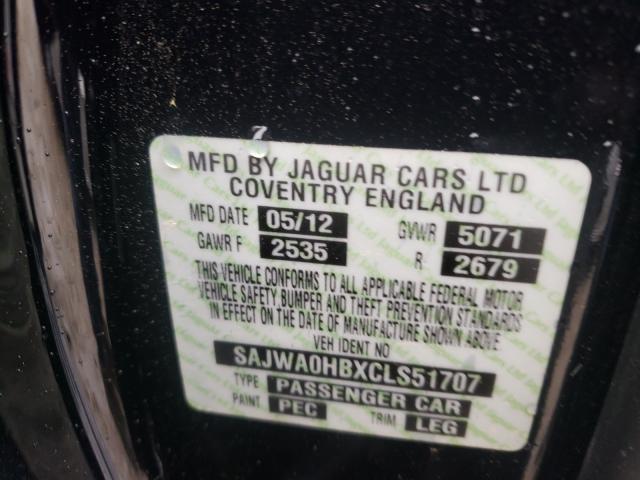 MFD BY JAGUAR CARS LTD
COVENTRY ENGLAND
MFD DATE 05/12 GVWR 5071
GAWR F 2535 R 2679
THIS VEHICLE CONFORMS TO ALL APPLICABLE FEDERAL MOTOR
VEHICLE SAFETY BUMPER AND THEFT PREVENTION STANDARDS
IN EFFECT ON THE DATE OF MANUFACTURE SHOWN ABOVE
VEH IDENT NO
SAJWA0HBXCLS51707
TYPE PASSENGER CAR
PAINT PEC TRIM LEG